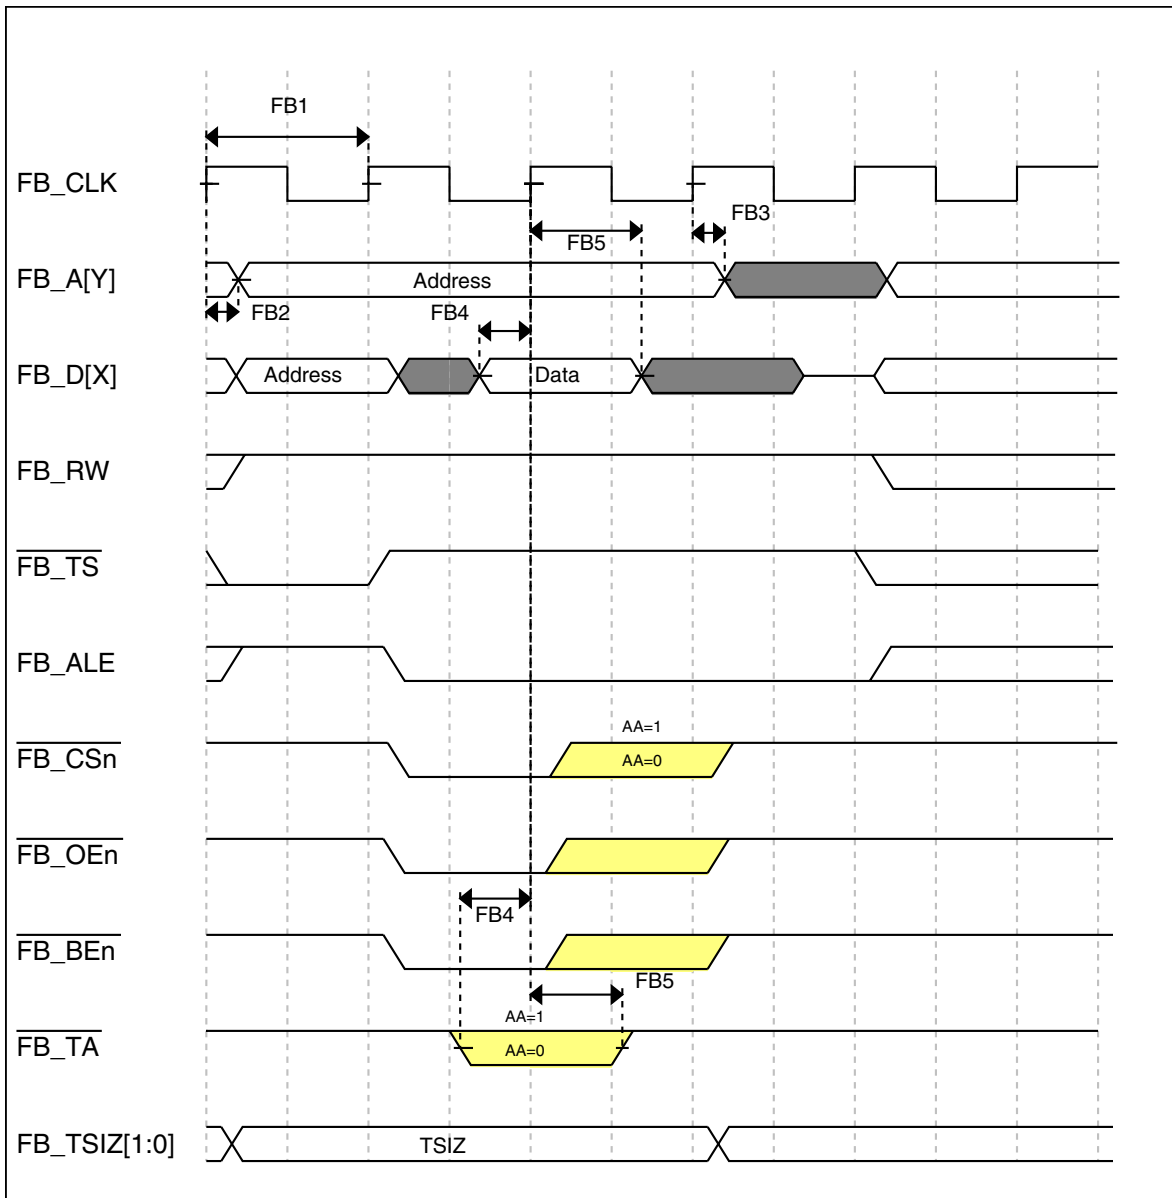 FB1
FB_CLK
FB3
FB5
FB_A[Y]
Address
FB2
FB4
FB_D[X]
Address
Data
FB_RW
FB_TS
FB_ALE
AA=1
FB_CSn
AA=0
FB_OEn
FB4
FB_BEn
FB5
AA=1
FB_TA
AA=0
FB_TSIZ[1:0]
TSIZ